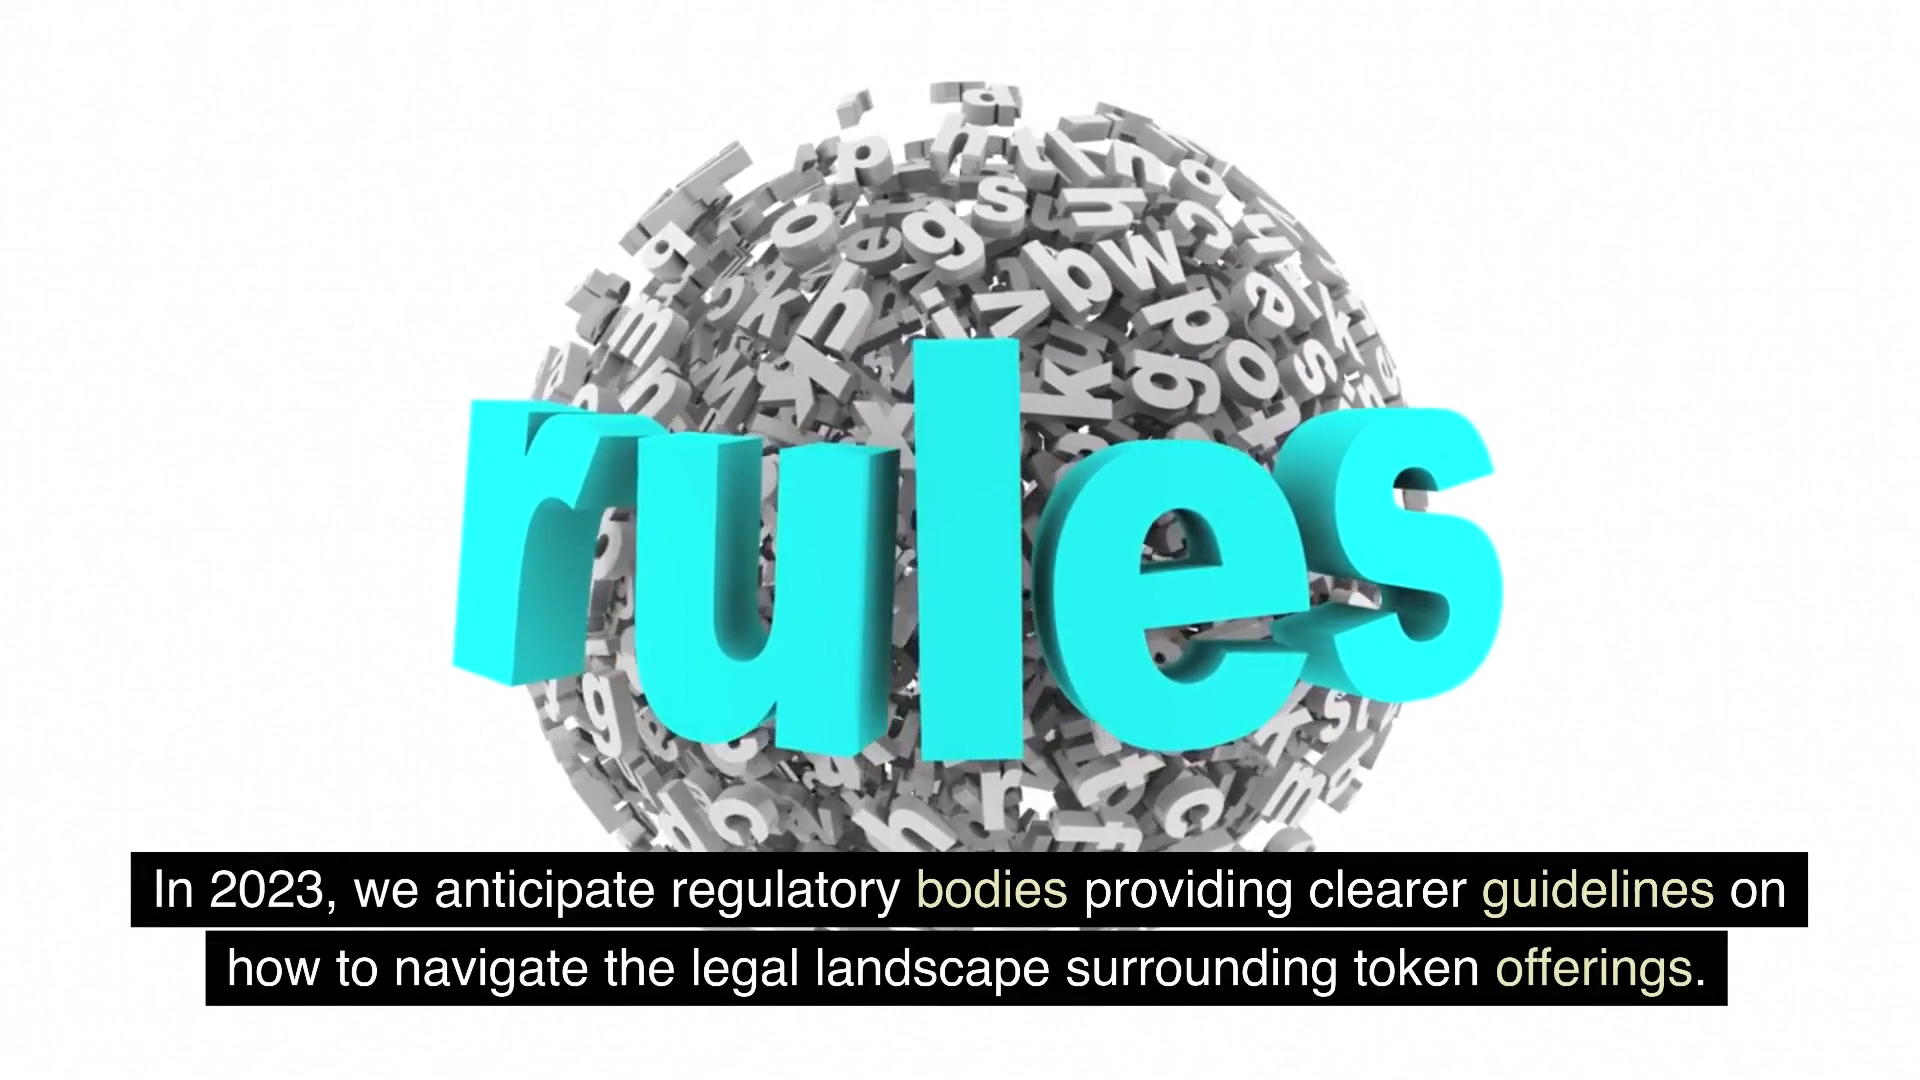 rules
In 2023, we anticipate regulatory bodies providing clearer guidelines on
how to navigate the legal landscape surrounding token offerings.